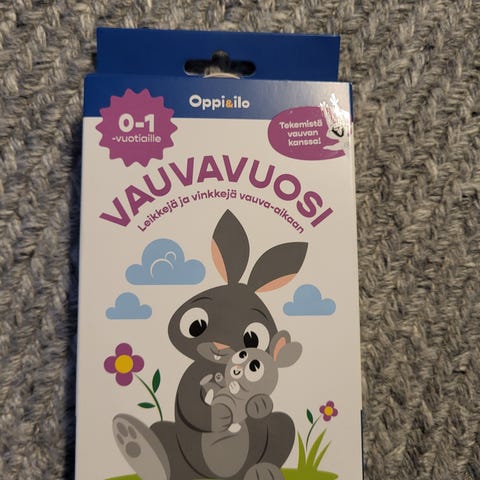 Oppi&ilo
0-1
-vuotiaille
Tekemistä
vauvan
kanssa!
VAUVAVUOSI
Leikkejä ja vinkkejä vauva-aikaan